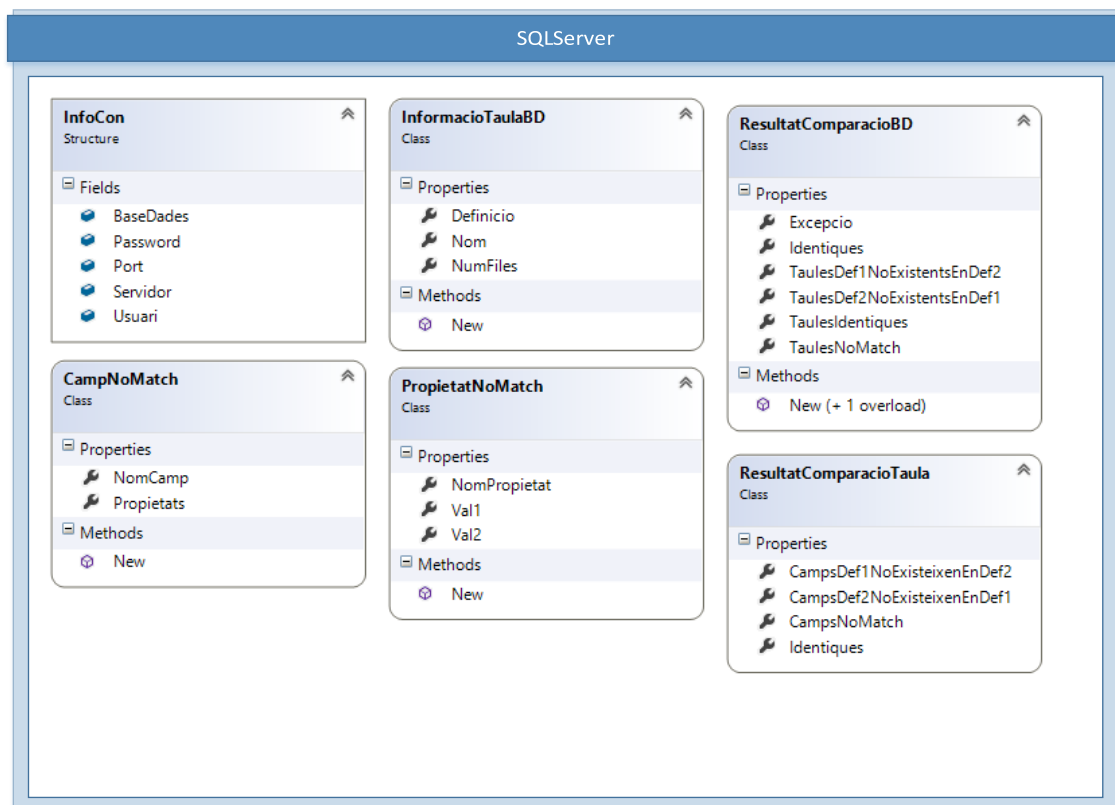 SQLServer
InfoCon
Structure
Fields
BaseDades
Password
Port
Servidor
Usuari
InformacioTaulaBD
Class
Properties
Definicio
Nom
NumFiles
Methods
New
ResultatComparacioBD
Class
Properties
Excepcio
Identiques
TaulesDef1NoExistentsEnDef2
TaulesDef2NoExistentsEnDef1
TaulesIdentiques
TaulesNoMatch
Methods
New (+ 1 overload)
CampNoMatch
Class
Properties
NomCamp
Propietats
Methods
New
PropietatNoMatch
Class
Properties
NomPropietat
Val1
Val2
Methods
New
ResultatComparacioTaula
Class
Properties
CampsDef1NoExisteixenEnDef2
CampsDef2NoExisteixenEnDef1
CampsNoMatch
Identiques